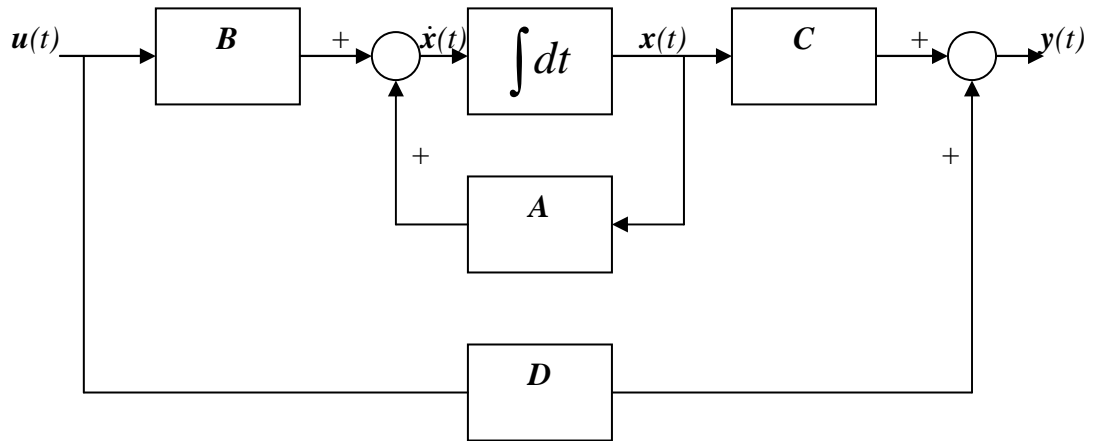 u(t) B + ẋ(t) ∫dt x(t) C + y(t)
+ +
A
D